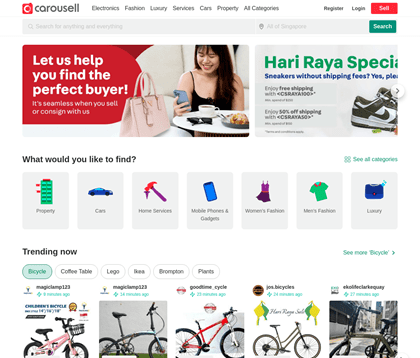 carousell
Electronics Fashion Luxury Services Cars Property All Categories
Register Login Sell
Search for anything and everything
All of Singapore
Search
Let us help
you find the
perfect buyer!
It's seamless when you sell
or consign with us
Hari Raya Specia
Sneakers without shipping fees? Yes, plea
Enjoy free shipping
with <CSRAYA100>*
Enjoy 50% off shipping
with <CSRAYA50>*
What would you like to find?
See all categories
Property
Cars
Home Services
Mobile Phones &
Gadgets
Women's Fashion
Men's Fashion
Luxury
Trending now
See more 'Bicycle'
Bicycle
Coffee Table
Lego
Ikea
Brompton
Plants
magiclamp123
9 minutes ago
magiclamp123
14 minutes ago
goodtime_cycle
jos.bicycles
24 minutes ago
ekolifecarkequay
27 minutes ago
CHILDREN'S BICYCLE
Hari Raya Sale